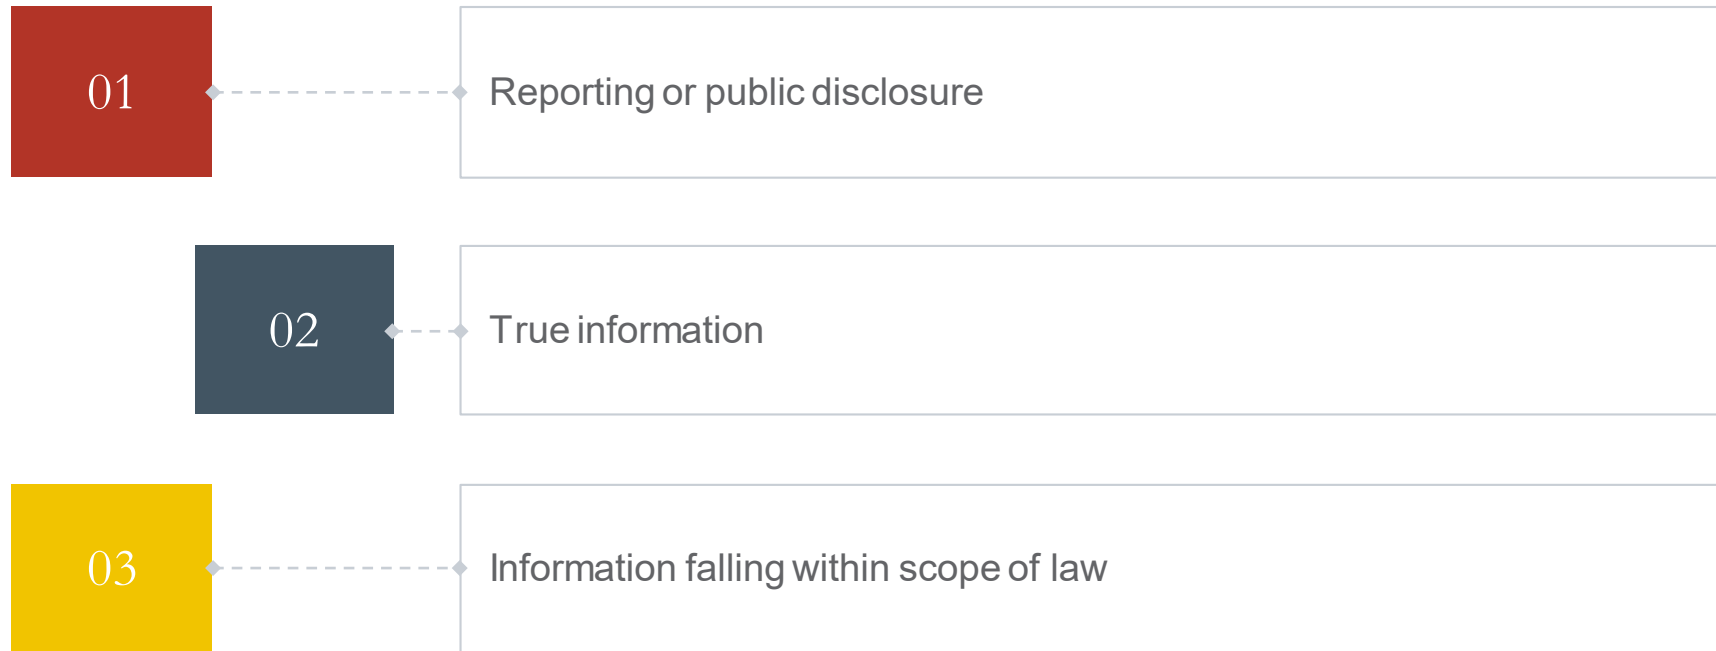 01
Reporting or public disclosure
02
True information
03
Information falling within scope of law